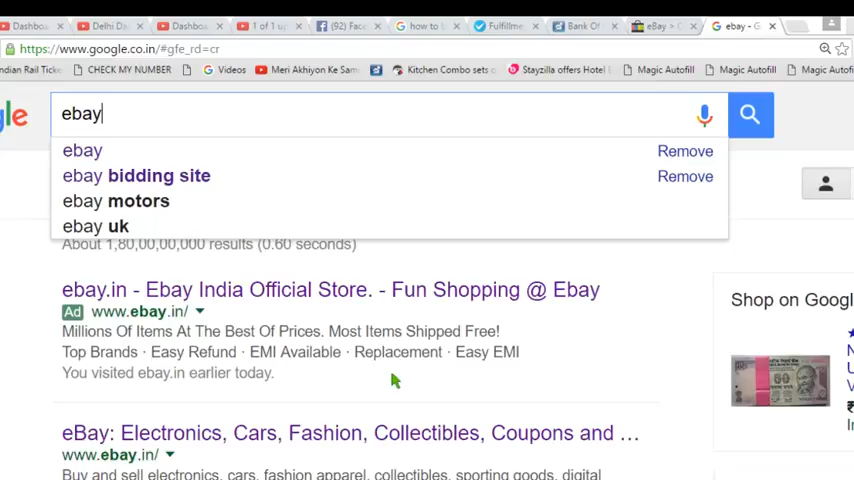 Dashboar Delhi Da Dashboar 1 of 1 up (92) Fac how to b Fulfillme Bank Of eBay > C ebay - G
https://www.google.co.in/#gfe_rd=cr
ndian Rail Ticke CHECK MY NUMBER Videos Meri Akhiyon Ke Sam Kitchen Combo sets o Stayzilla offers Hotel Magic Autofill Magic Autofill Magic Autofill
gle ebay
ebay Remove
ebay bidding site Remove
ebay motors
ebay uk
About 1,80,00,00,000 results (0.60 seconds)
ebay.in - Ebay India Official Store. - Fun Shopping @ Ebay
Ad www.ebay.in/
Millions Of Items At The Best Of Prices. Most Items Shipped Free!
Top Brands · Easy Refund · EMI Available · Replacement · Easy EMI
You visited ebay.in earlier today.
Shop on Googl
eBay: Electronics, Cars, Fashion, Collectibles, Coupons and ...
www.ebay.in/
Buy and sell electronics, cars, fashion apparel, collectibles, sporting goods, digital